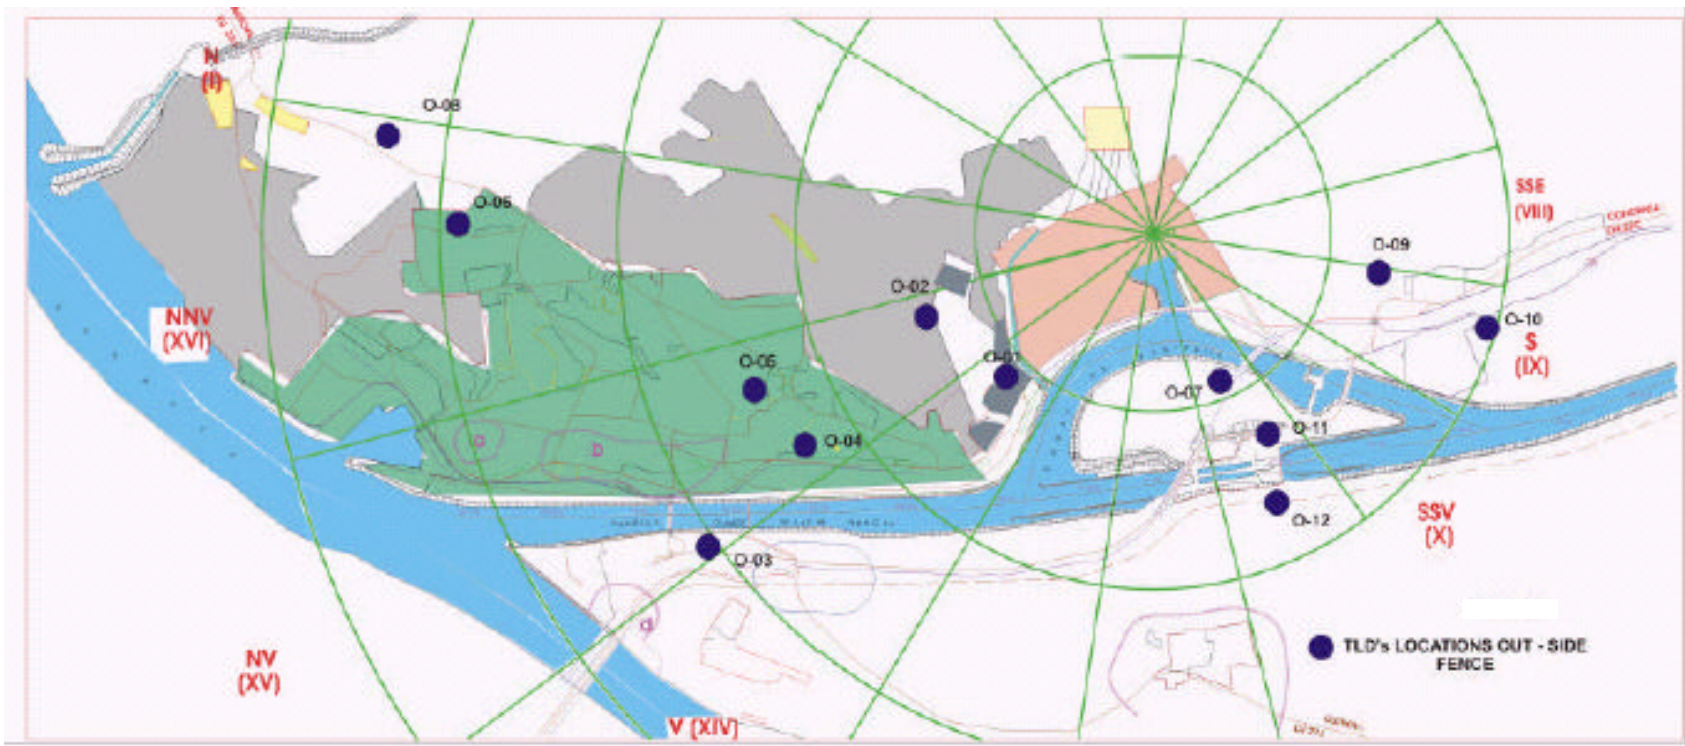 N
(I)
O-08
O-06
SSE
(VIII)
O-09
O-02
O-10
NNV
(XVI)
S
(IX)
O-01
O-05
O-07
O-04
O-11
D
D
O-12
SSV
(X)
O-03
d
NV
(XV)
TLD's LOCATIONS OUT - SIDE
FENCE
V (XIV)